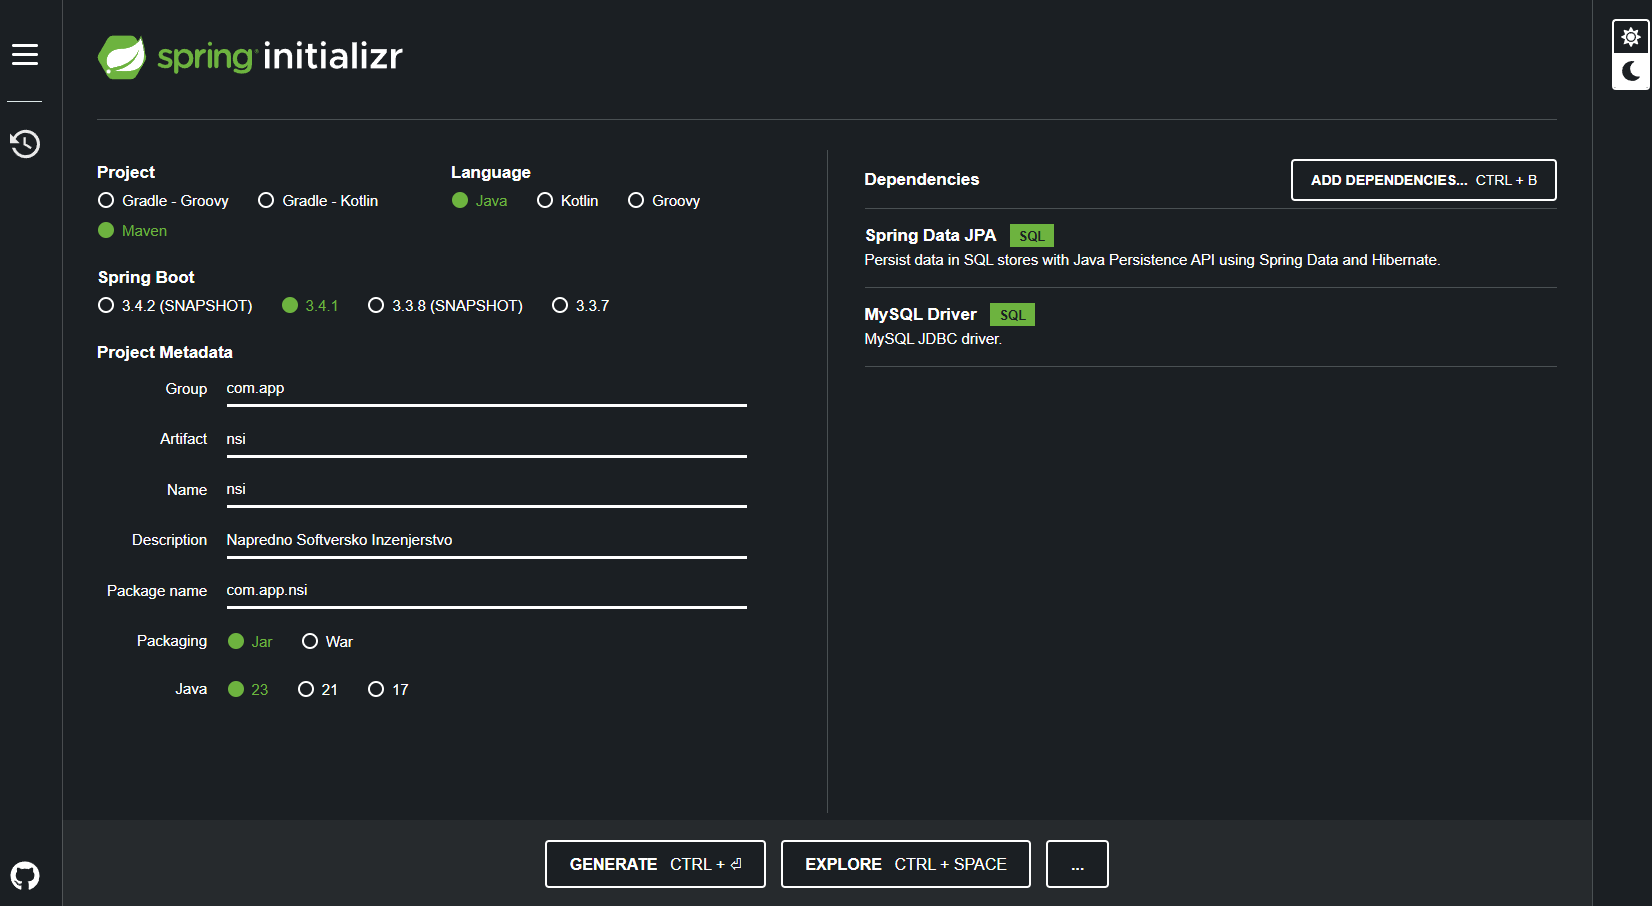 spring initializr
Project
Gradle - Groovy
Gradle - Kotlin
Maven
Language
Java
Kotlin
Groovy
Spring Boot
3.4.2 (SNAPSHOT)
3.4.1
3.3.8 (SNAPSHOT)
3.3.7
Project Metadata
Group
com.app
Artifact
nsi
Name
nsi
Description
Napredno Softversko Inzenjerstvo
Package name
com.app.nsi
Packaging
Jar
War
Java
23
21
17
Dependencies
ADD DEPENDENCIES... CTRL + B
Spring Data JPA SQL
Persist data in SQL stores with Java Persistence API using Spring Data and Hibernate.
MySQL Driver SQL
MySQL JDBC driver.
GENERATE CTRL + ⏎
EXPLORE CTRL + SPACE
...